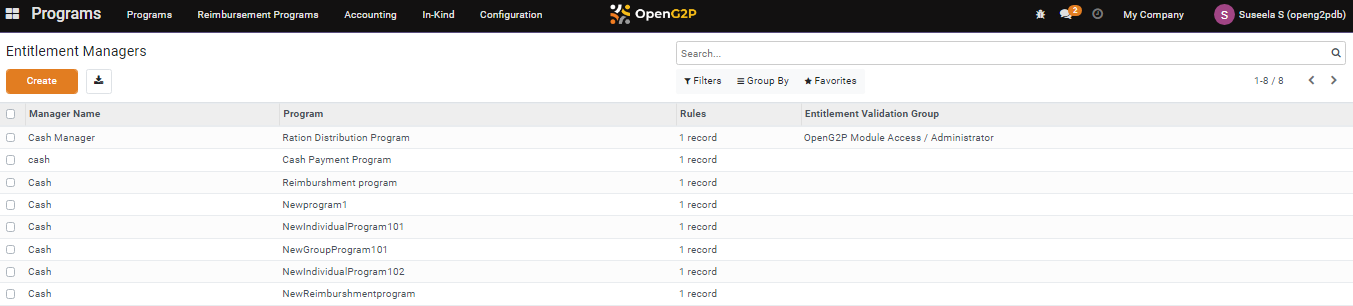 Programs Programs Reimbursement Programs Accounting In-Kind Configuration OpenG2P 2 My Company S Suseela S (openg2pdb)
Entitlement Managers Search...
Create Filters Group By Favorites 1-8 / 8
Manager Name Program Rules Entitlement Validation Group
Cash Manager Ration Distribution Program 1 record OpenG2P Module Access / Administrator
cash Cash Payment Program 1 record
Cash Reimburshment program 1 record
Cash Newprogram1 1 record
Cash NewIndividualProgram101 1 record
Cash NewGroupProgram101 1 record
Cash NewIndividualProgram102 1 record
Cash NewReimburshmentprogram 1 record